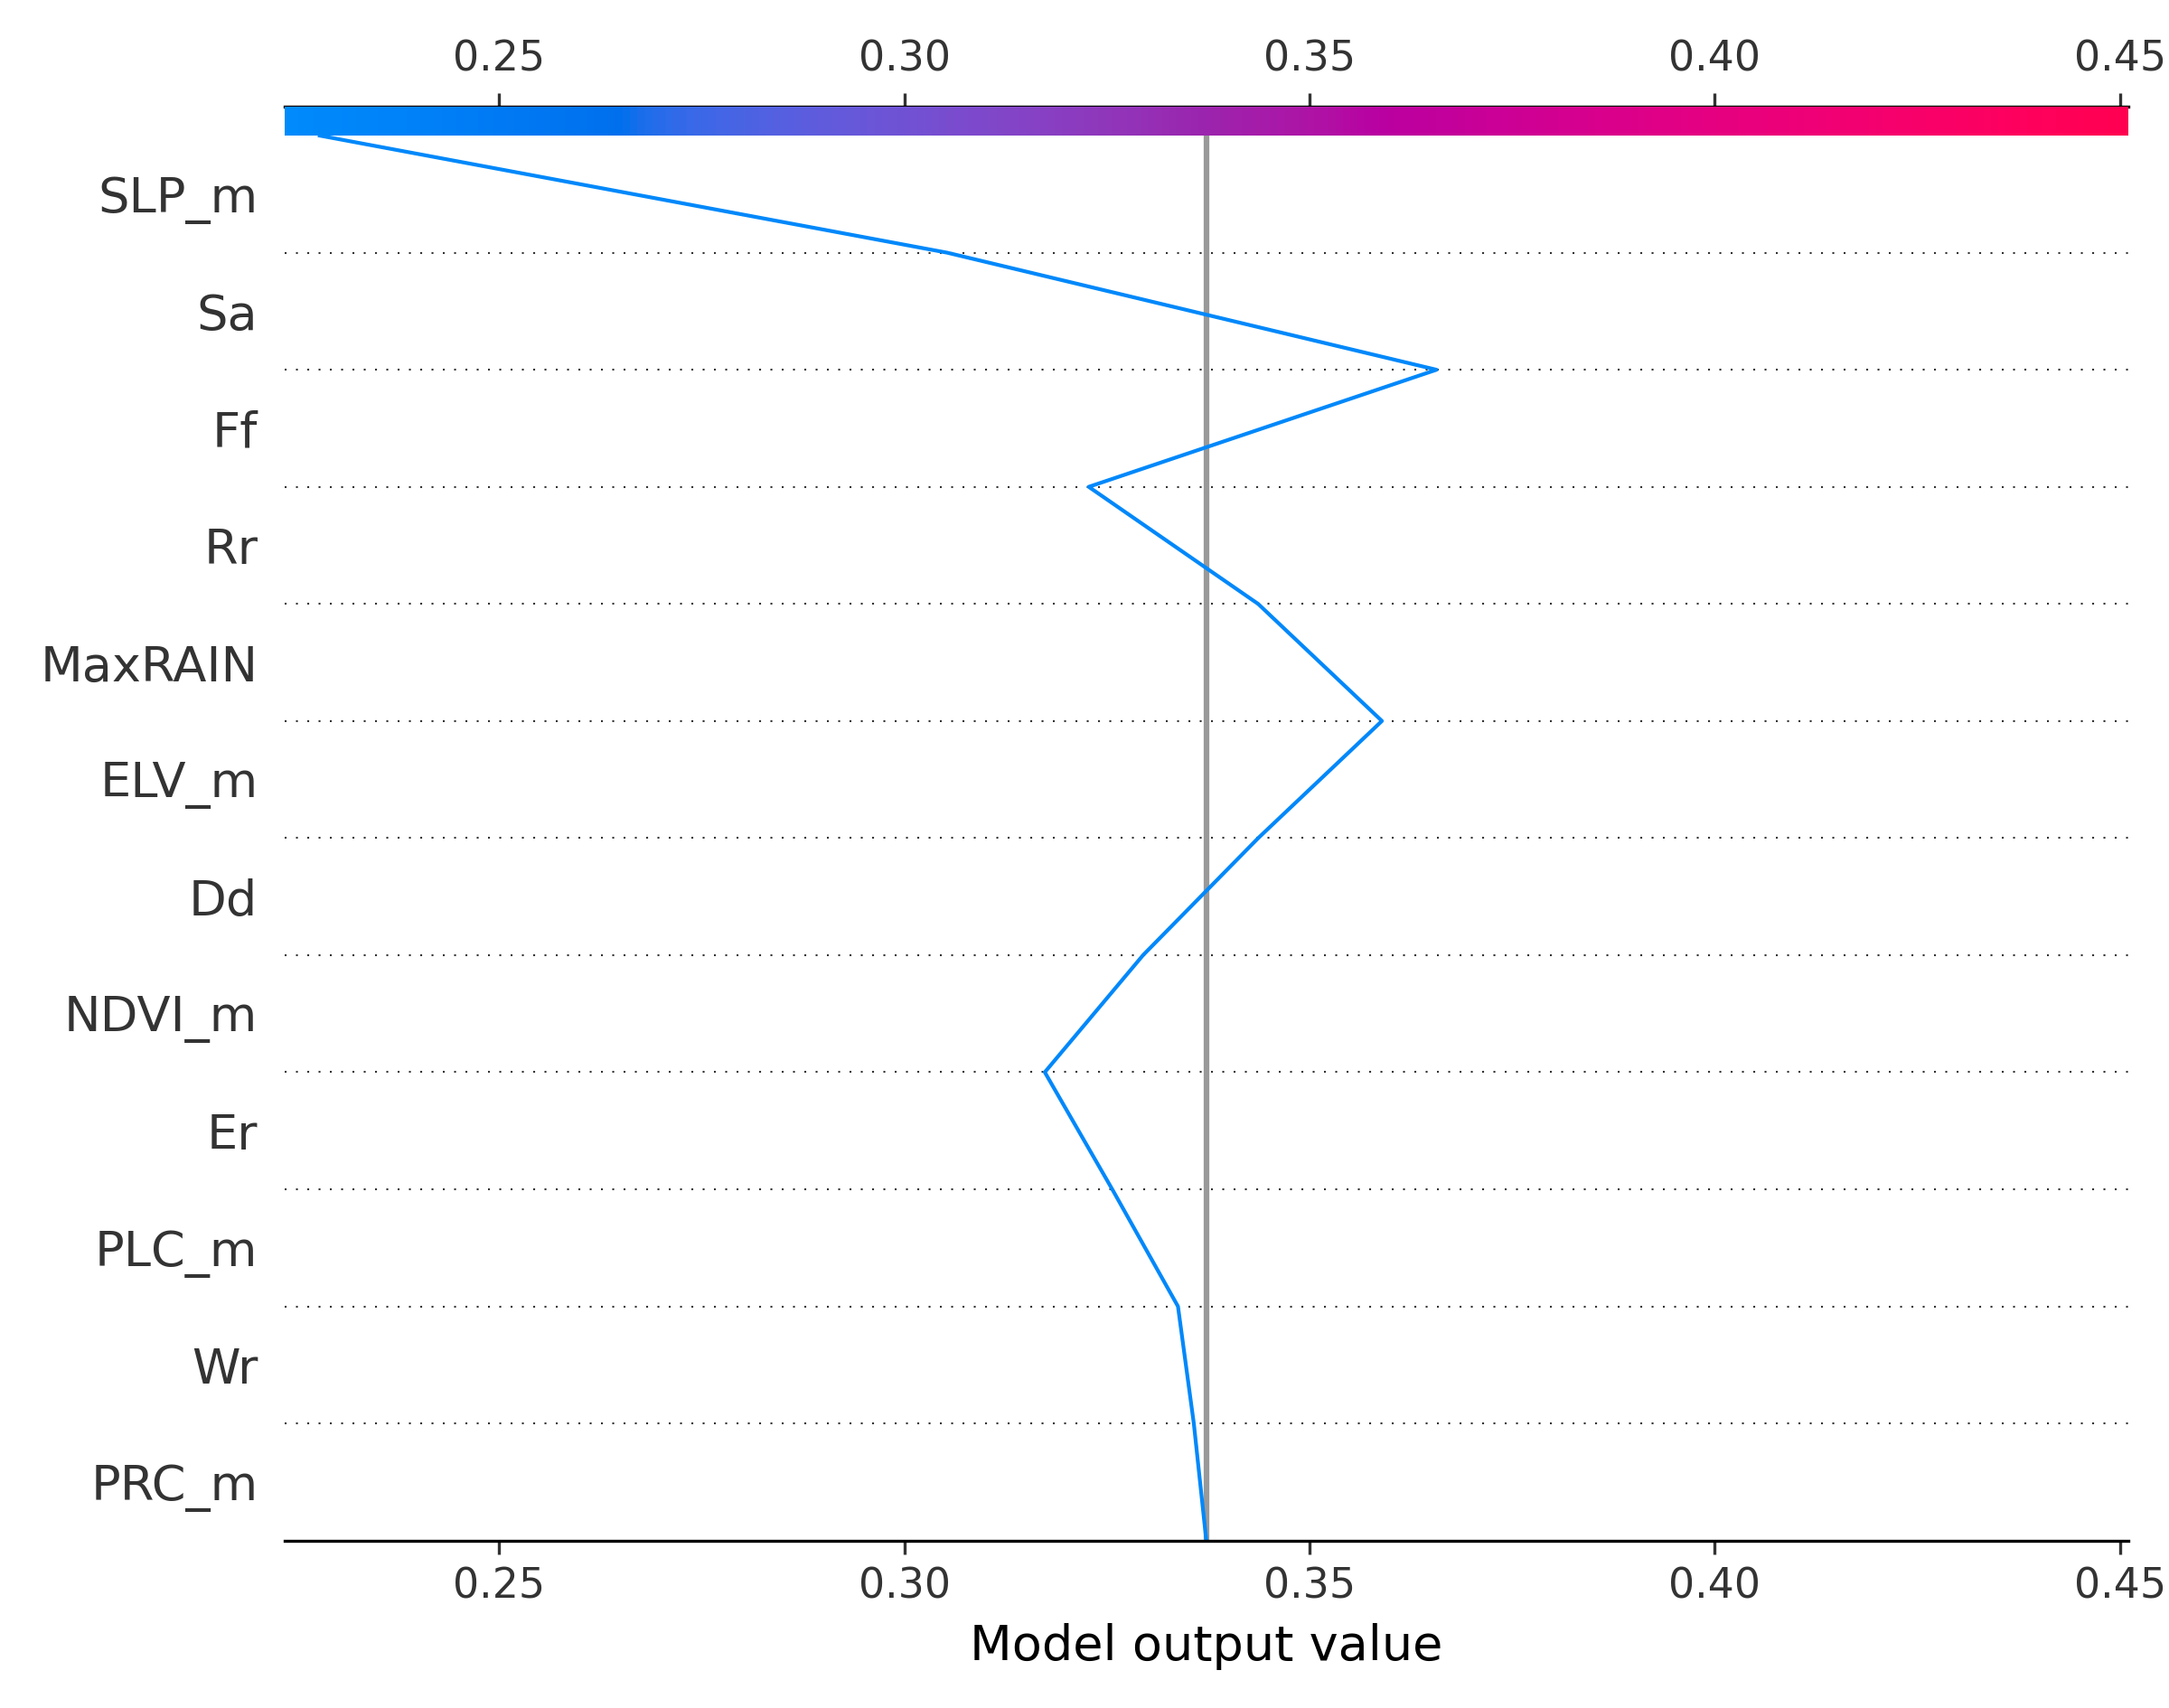 0.25 0.30 0.35 0.40 0.45
SLP_m
Sa
Ff
Rr
MaxRAIN
ELV_m
Dd
NDVI_m
Er
PLC_m
Wr
PRC_m
0.25 0.30 0.35 0.40 0.45
Model output value